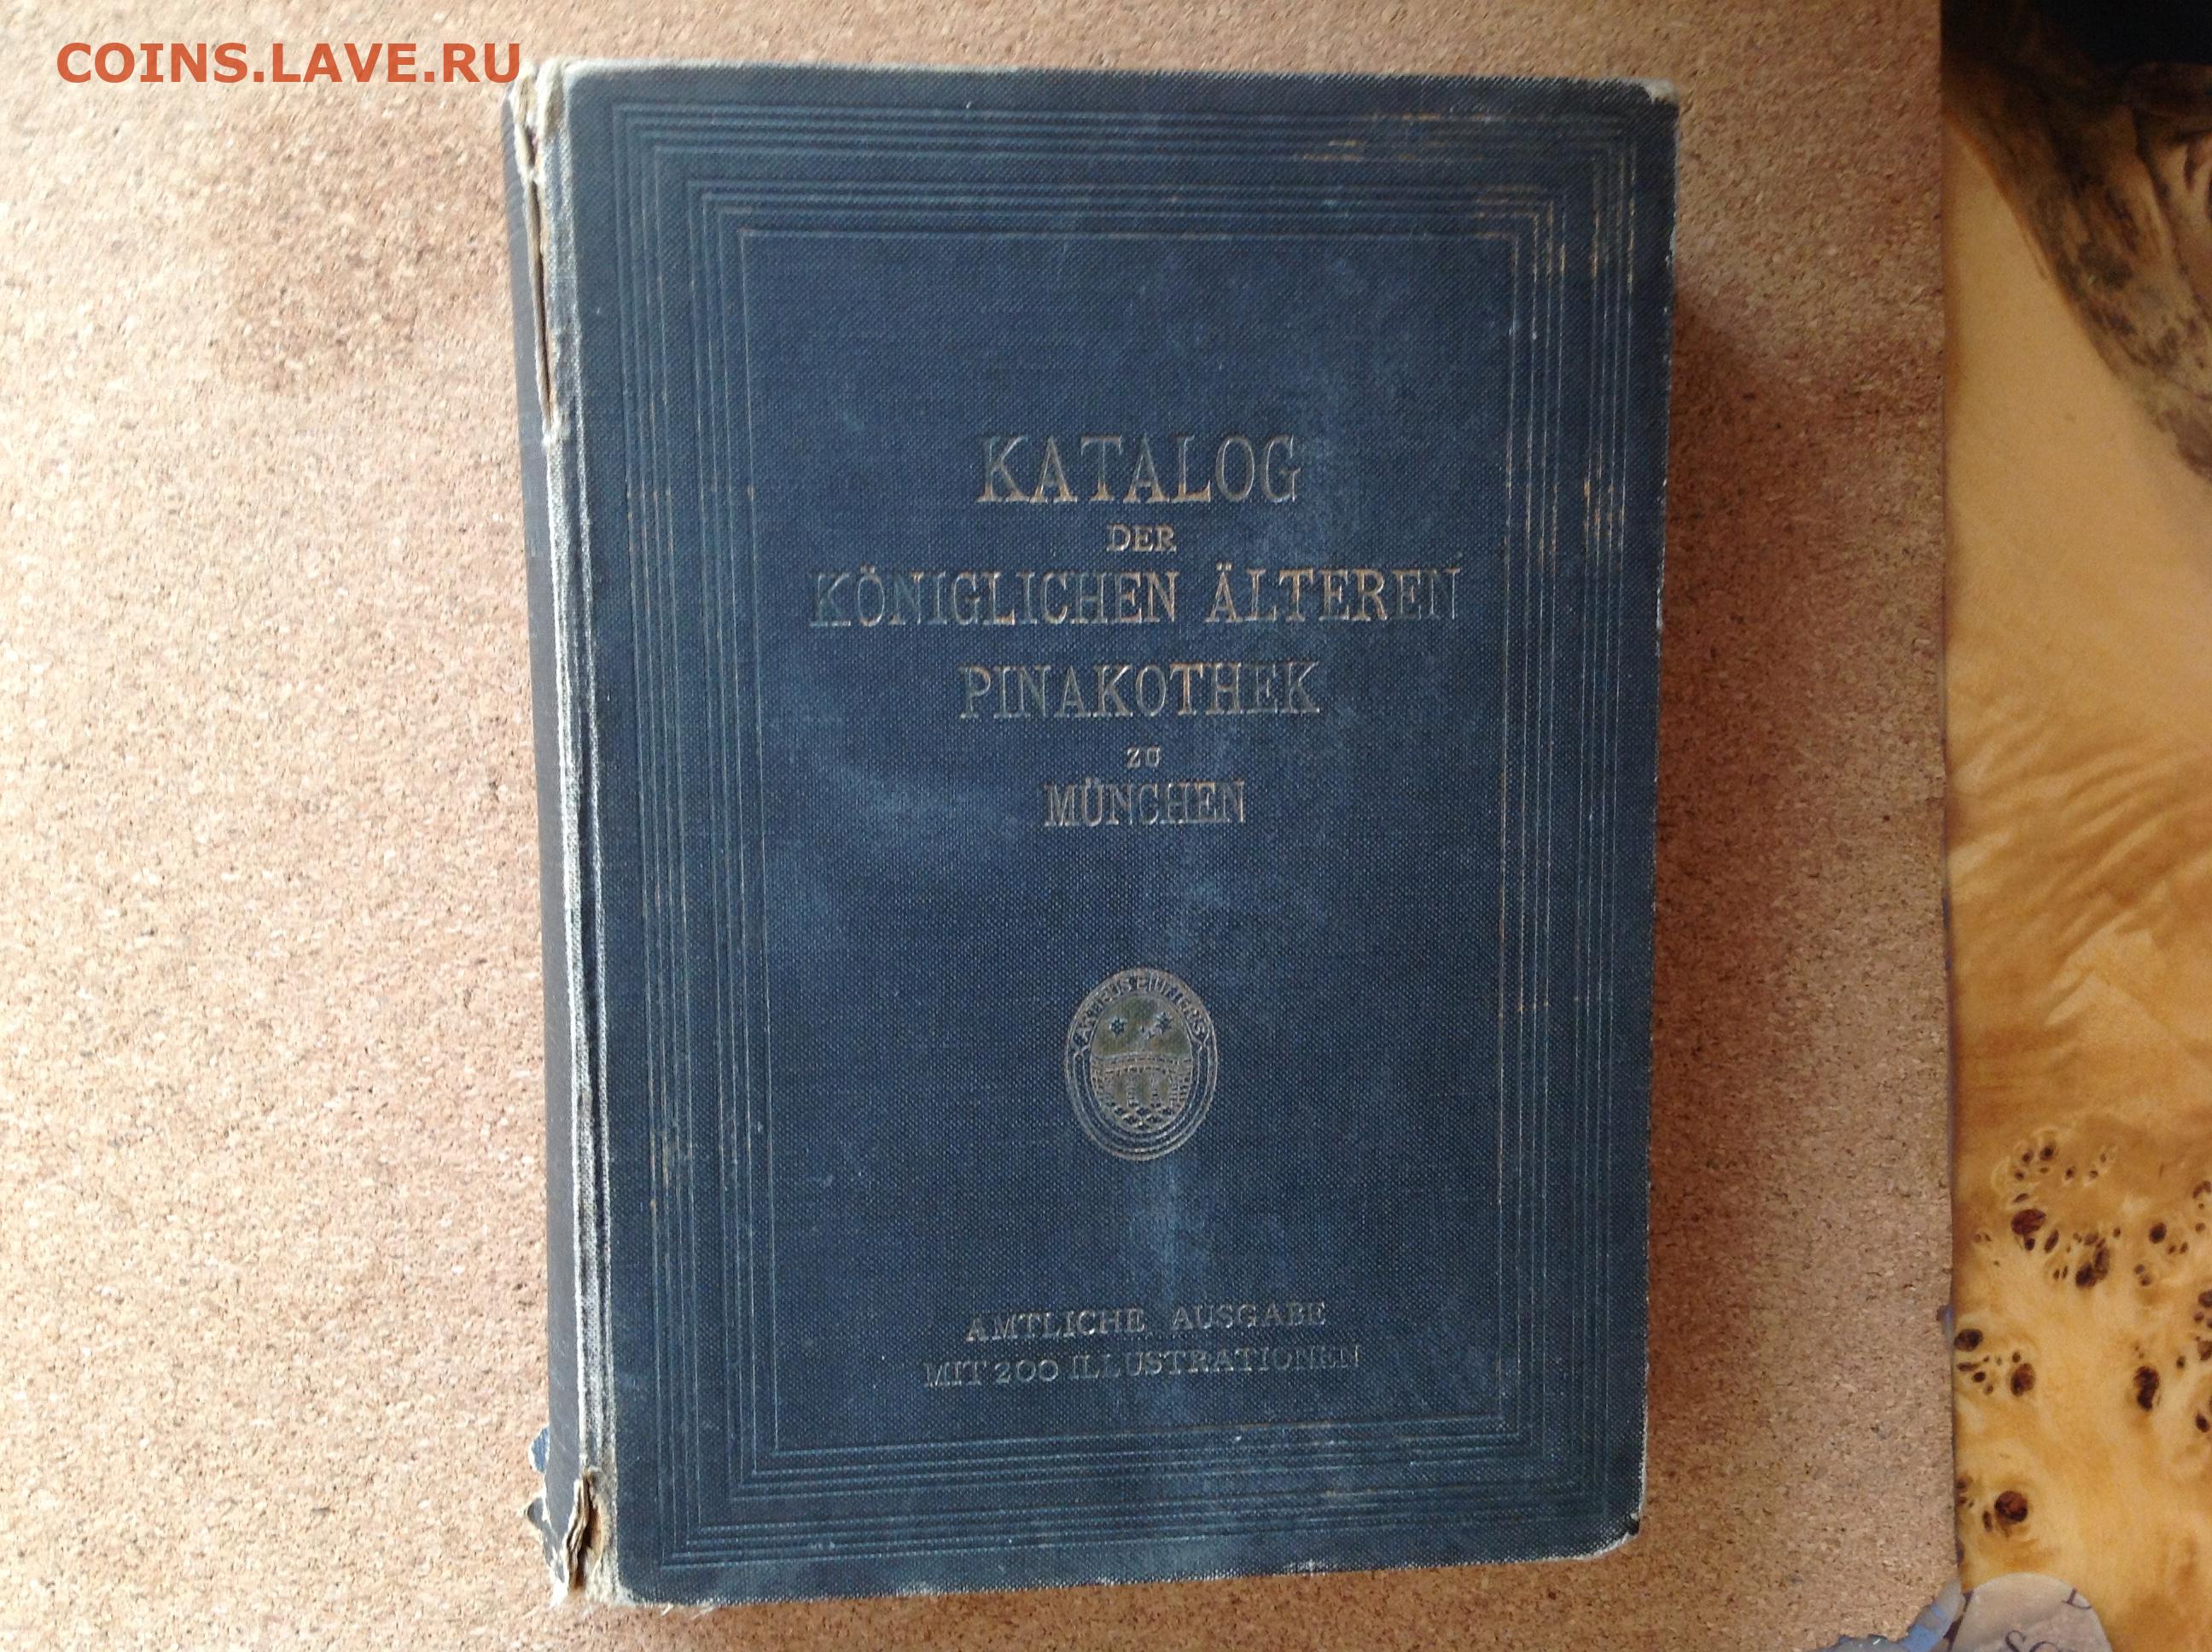 COINS.LAVE.RU
KATALOG
DER
KÖNIGLICHEN ÄLTEREN
PINAKOTHEK
ZU
MÜNCHEN
AMTLICHE AUSGABE
MIT 200 ILLUSTRATIONEN